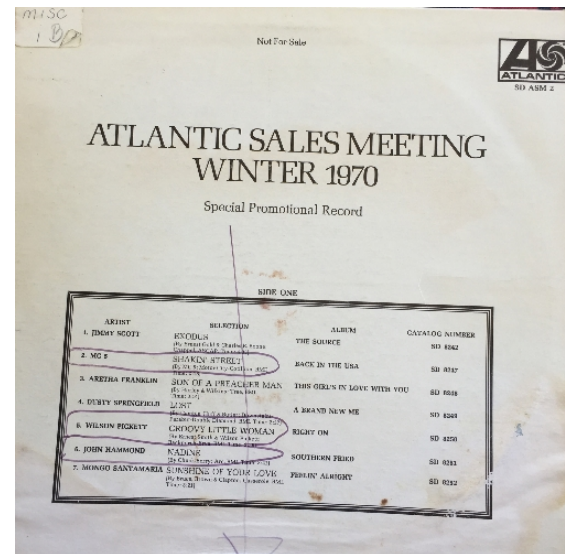 MISC
1 B
Not For Sale
ATLANTIC
SD ASM 2
ATLANTIC SALES MEETING
WINTER 1970
Special Promotional Record
SIDE ONE
ARTIST SELECTION ALBUM CATALOG NUMBER
1. JIMMY SCOTT EXODUS THE SOURCE SD 8242
2. MC 5 SHAKIN' STREET BACK IN THE USA SD 8247
3. ARETHA FRANKLIN SON OF A PREACHER MAN THIS GIRL'S IN LOVE WITH YOU SD 8248
4. DUSTY SPRINGFIELD LOST A BRAND NEW ME SD 8249
5. WILSON PICKETT GROOVY LITTLE WOMAN RIGHT ON SD 8250
6. JOHN HAMMOND NADINE SOUTHERN FRIED SD 8251
7. MONGO SANTAMARIA SUNSHINE OF YOUR LOVE FEELIN' ALRIGHT SD 8252